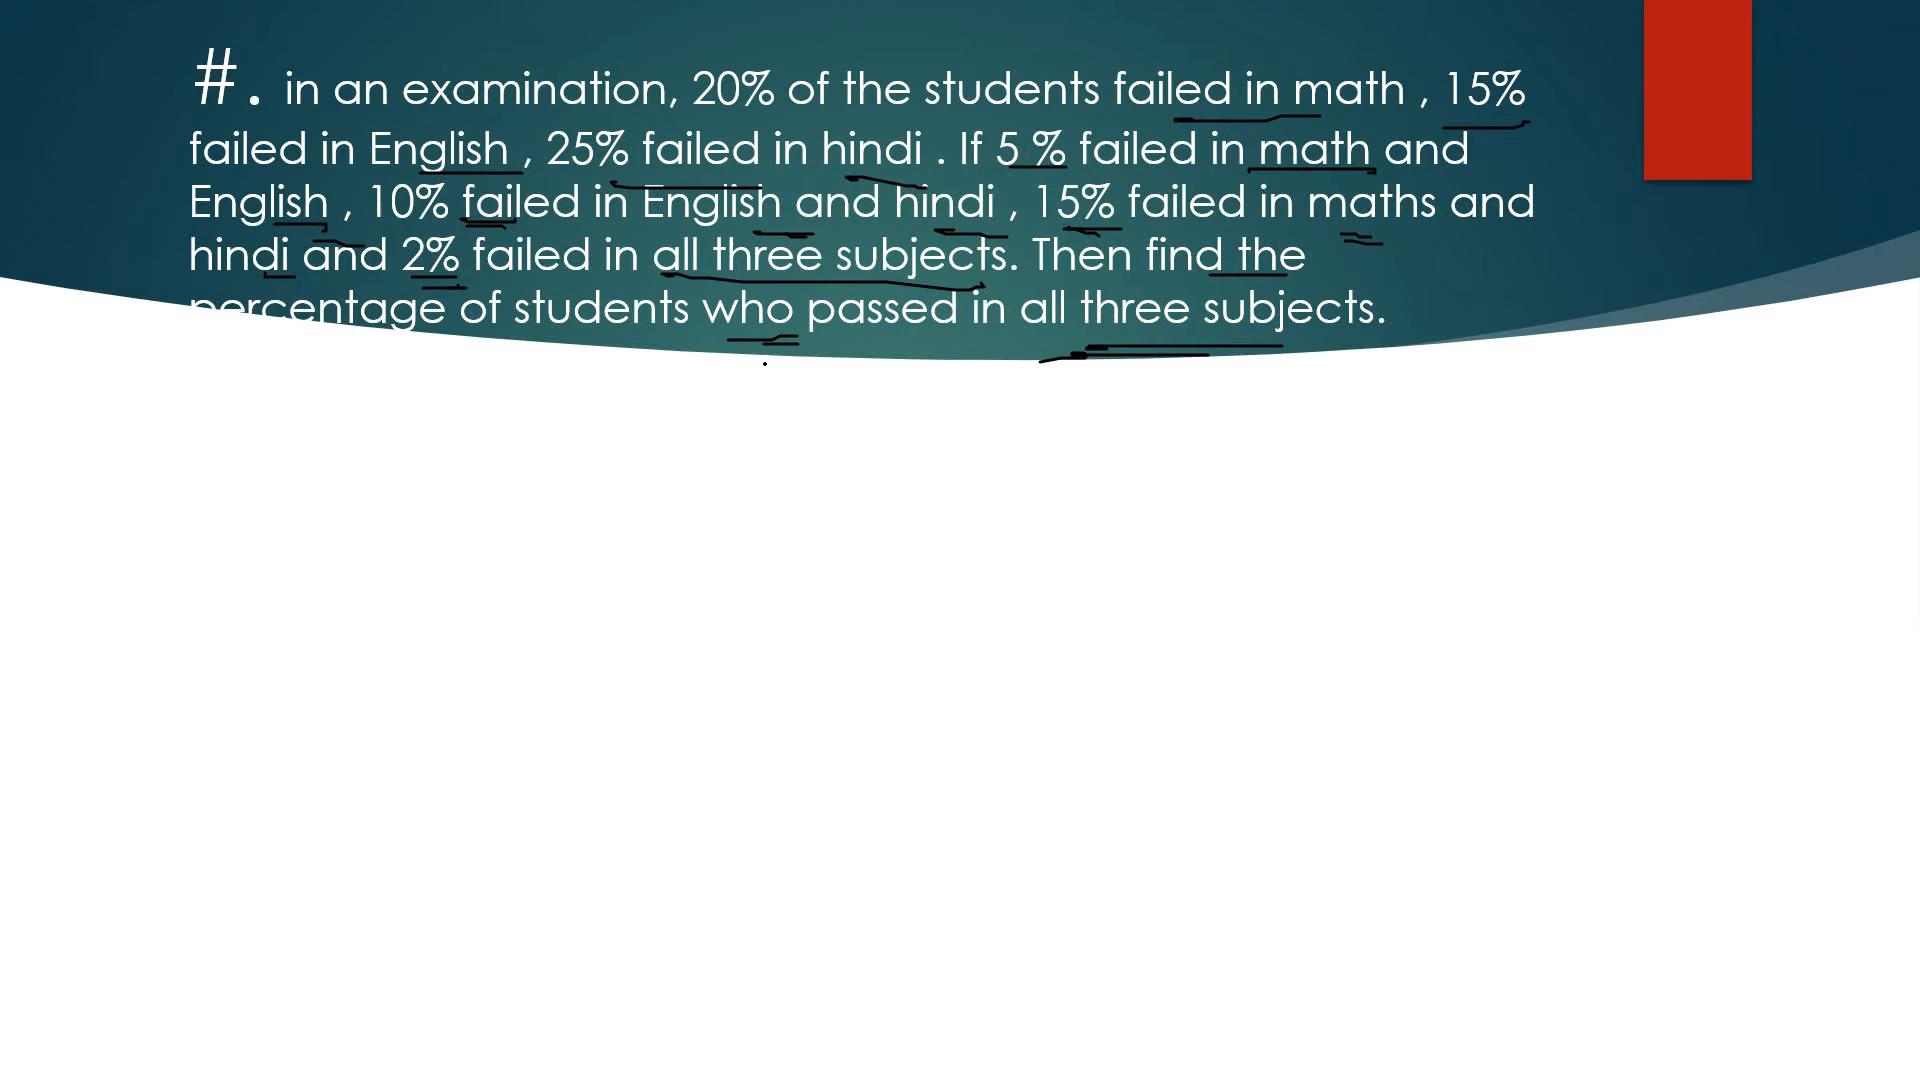 #. in an examination, 20% of the students failed in math , 15%
failed in English , 25% failed in hindi . If 5 % failed in math and
English , 10% failed in English and hindi , 15% failed in maths and
hindi and 2% failed in all three subjects. Then find the
percentage of students who passed in all three subjects.